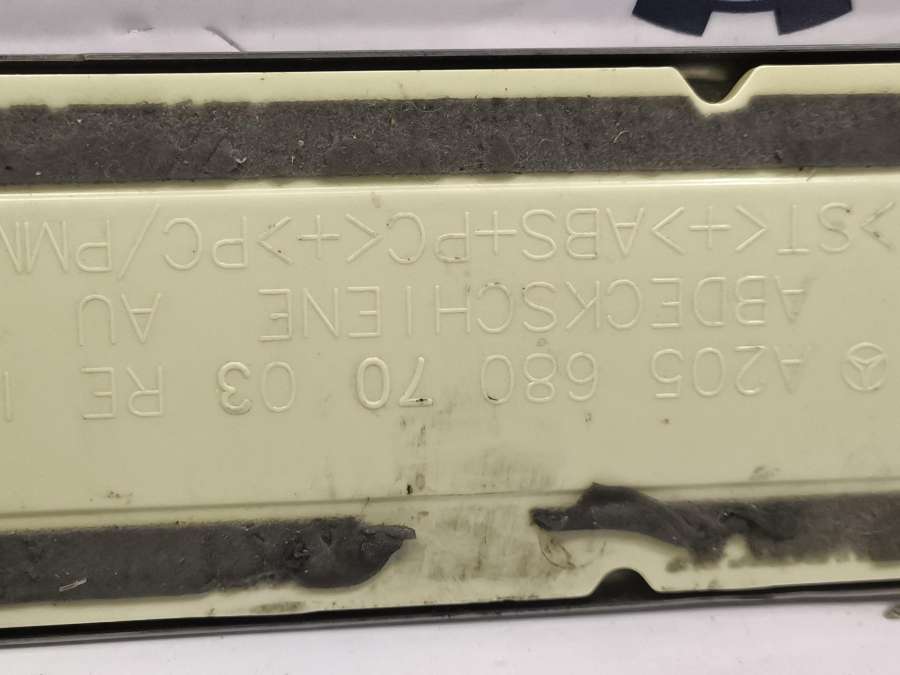 A205 680 70 03 RE
ABDECKSCHIENE AU
>ST<+>ABS+PC<+>PC/PMM